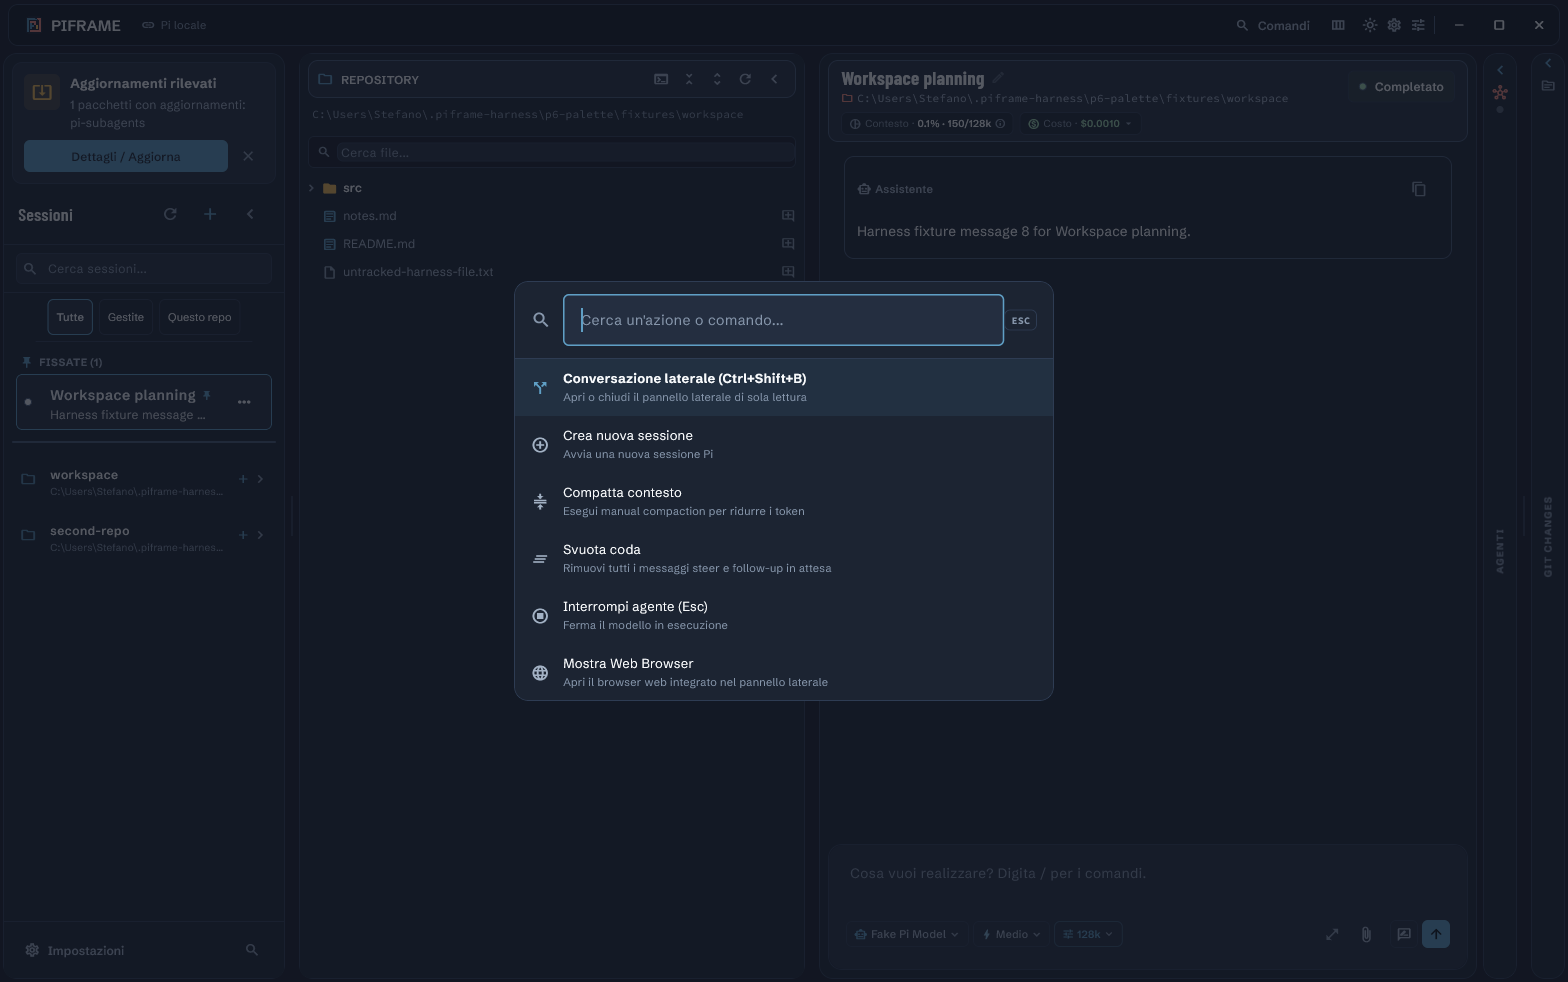 PIFRAME
Pi locale
Comandi
Aggiornamenti rilevati
1 pacchetti con aggiornamenti:
pi-subagents
Dettagli / Aggiorna
Sessioni
Cerca sessioni...
Tutte
Gestite
Questo repo
FISSATE (1)
Workspace planning
Harness fixture message ...
workspace
C:\Users\Stefano\.piframe-harnes...
second-repo
C:\Users\Stefano\.piframe-harnes...
Impostazioni
REPOSITORY
C:\Users\Stefano\.piframe-harness\p6-palette\fixtures\workspace
Cerca file...
src
notes.md
README.md
untracked-harness-file.txt
Workspace planning
C:\Users\Stefano\.piframe-harness\p6-palette\fixtures\workspace
Contesto · 0.1% · 150/128k
Costo · $0.0010
Completato
Assistente
Harness fixture message 8 for Workspace planning.
Cerca un'azione o comando...
ESC
Conversazione laterale (Ctrl+Shift+B)
Apri o chiudi il pannello laterale di sola lettura
Crea nuova sessione
Avvia una nuova sessione Pi
Compatta contesto
Esegui manual compaction per ridurre i token
Svuota coda
Rimuovi tutti i messaggi steer e follow-up in attesa
Interrompi agente (Esc)
Ferma il modello in esecuzione
Mostra Web Browser
Apri il browser web integrato nel pannello laterale
Cosa vuoi realizzare? Digita / per i comandi.
Fake Pi Model
Medio
128k
AGENTI
GIT CHANGES